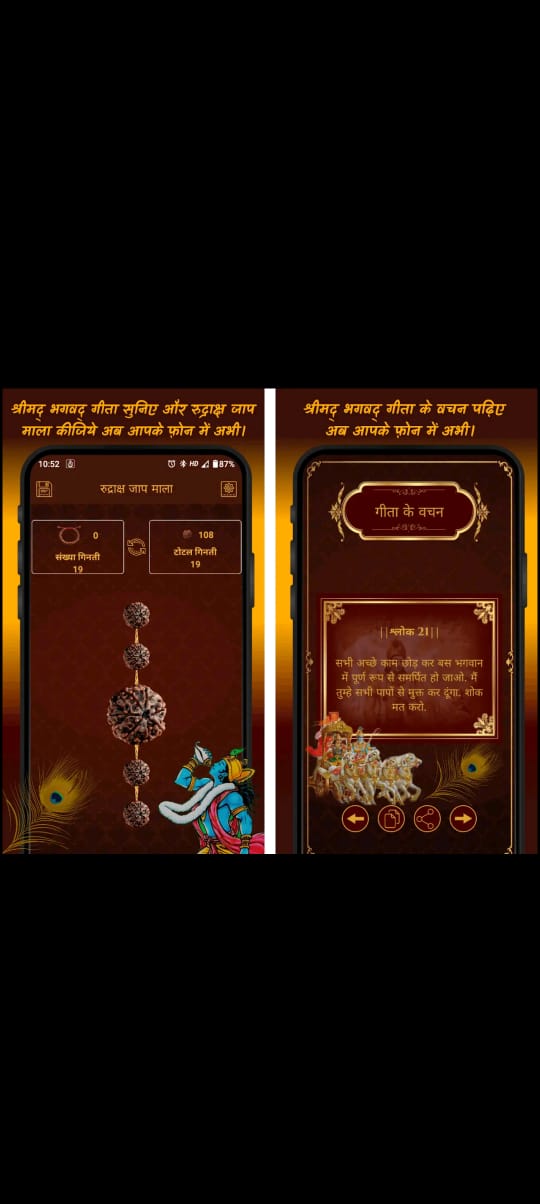 श्रीमद् भगवद् गीता सुनिए और रुद्राक्ष जाप
माला कीजिये अब आपके फ़ोन में अभी।
10:52 HD 87%
रुद्राक्ष जाप माला
0
संख्या गिनती
19
108
टोटल गिनती
19
श्रीमद् भगवद् गीता के वचन पढ़िए
अब आपके फ़ोन में अभी।
गीता के वचन
||श्लोक 21||
सभी अच्छे काम छोड़ कर बस भगवान
में पूर्ण रूप से समर्पित हो जाओ. मैं
तुम्हे सभी पापों से मुक्त कर दूंगा. शोक
मत करो.